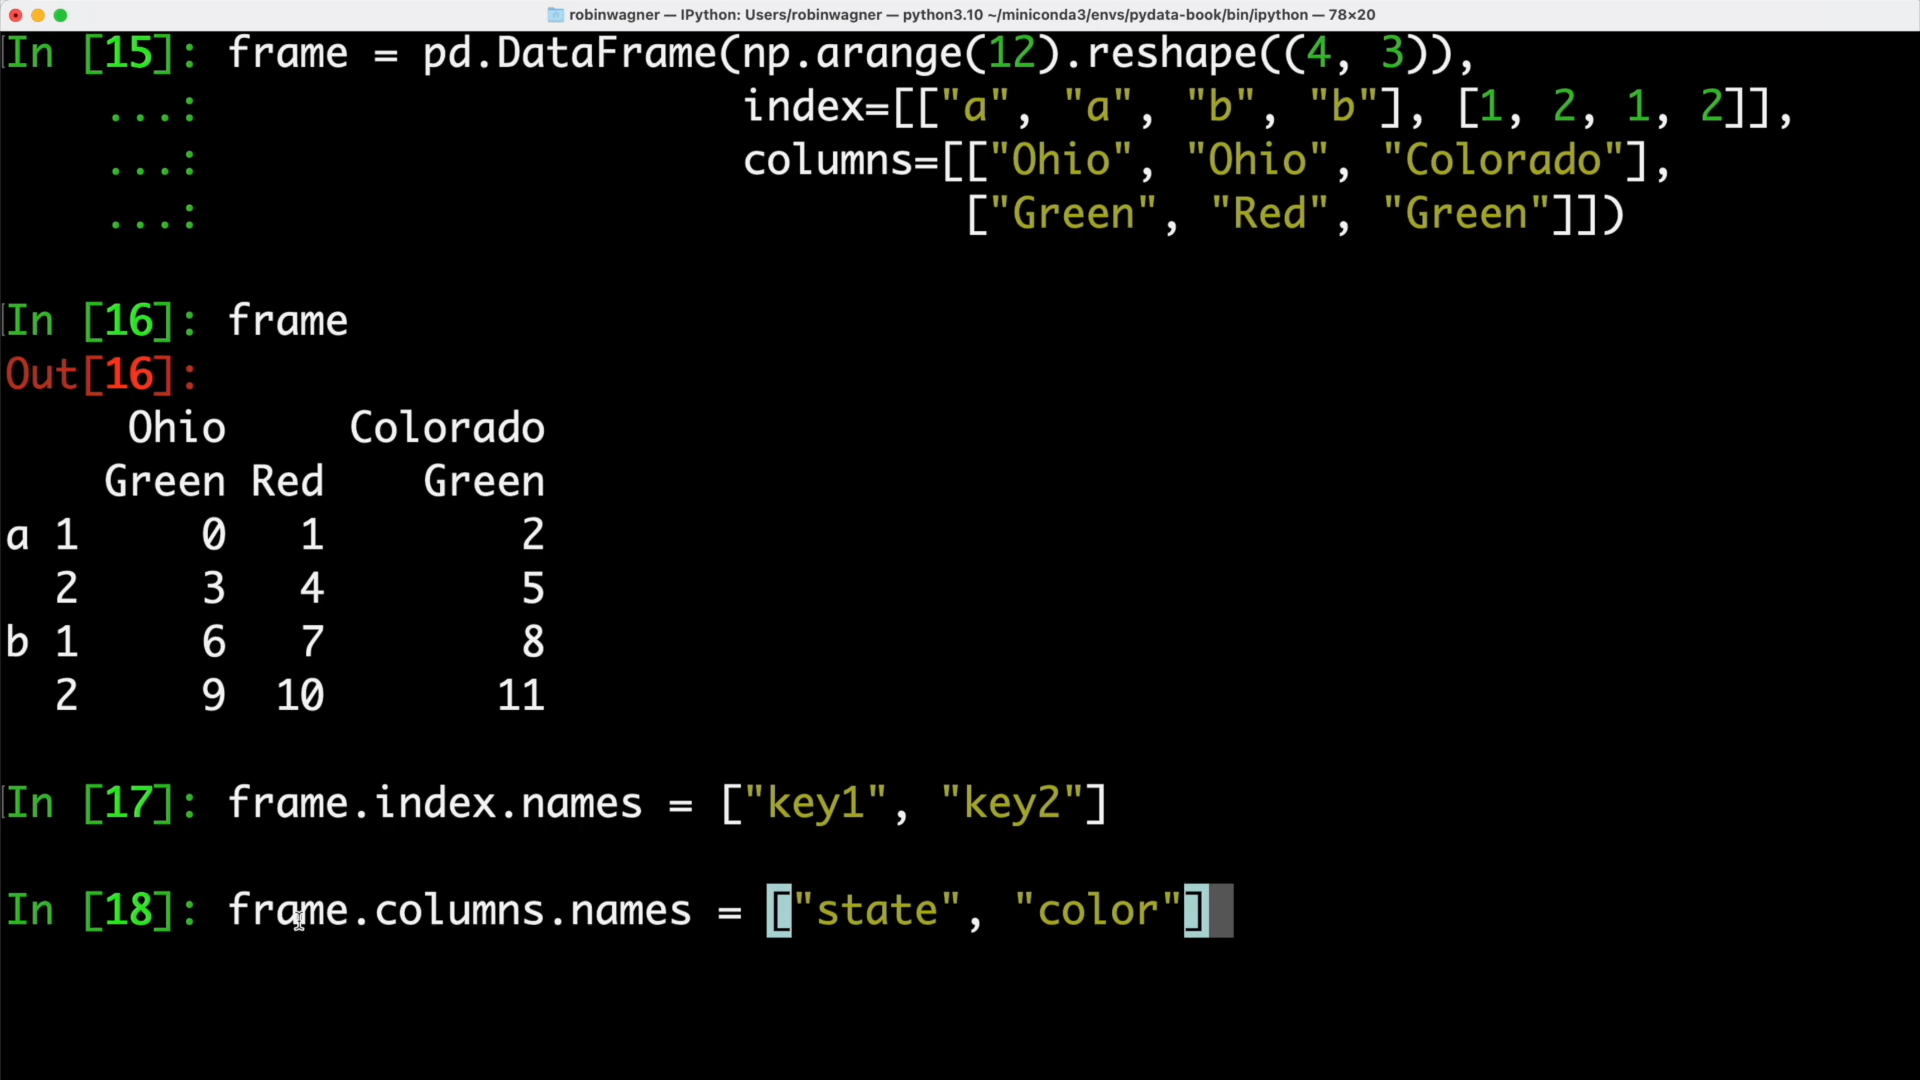 robinwagner — IPython: Users/robinwagner — python3.10 ~/miniconda3/envs/pydata-book/bin/ipython — 78×20
In [15]: frame = pd.DataFrame(np.arange(12).reshape((4, 3)),
...: index=[["a", "a", "b", "b"], [1, 2, 1, 2]],
...: columns=[["Ohio", "Ohio", "Colorado"],
...: ["Green", "Red", "Green"]])
In [16]: frame
Out[16]:
Ohio Colorado
Green Red Green
a 1 0 1 2
2 3 4 5
b 1 6 7 8
2 9 10 11
In [17]: frame.index.names = ["key1", "key2"]
In [18]: frame.columns.names = ["state", "color"]